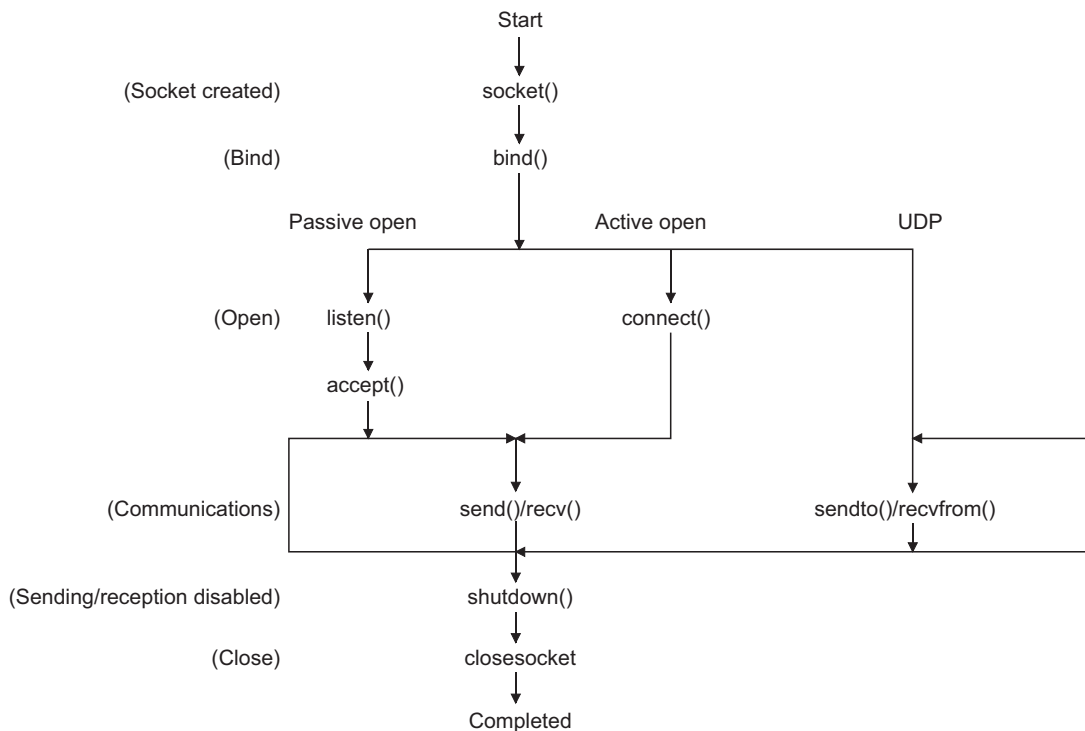 Start
(Socket created) socket()
(Bind) bind()
Passive open Active open UDP
(Open) listen() connect()
accept()
(Communications) send()/recv() sendto()/recvfrom()
(Sending/reception disabled) shutdown()
(Close) closesocket
Completed